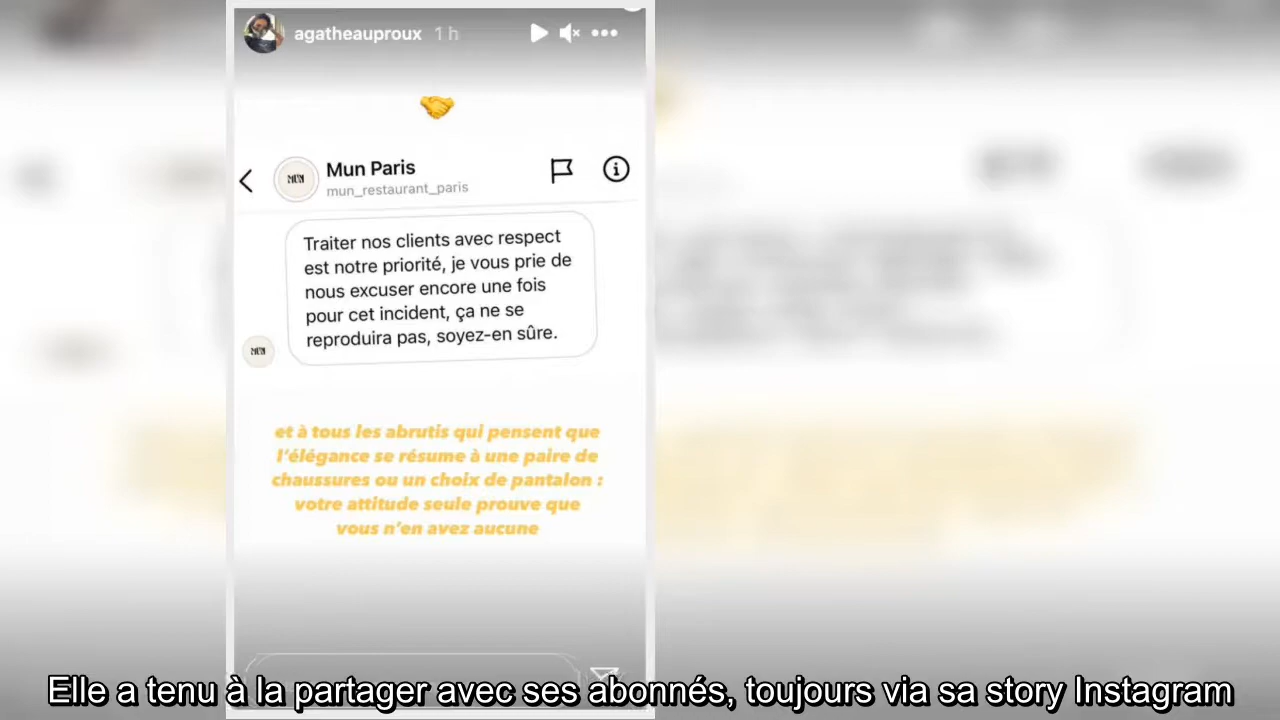 agatheauproux 1 h
Mun Paris
MUN
mun_restaurant_paris
Traiter nos clients avec respect
est notre priorité, je vous prie de
nous excuser encore une fois
pour cet incident, ça ne se
reproduira pas, soyez-en sûre.
MUN
et à tous les abrutis qui pensent que
l'élégance se résume à une paire de
chaussures ou un choix de pantalon :
votre attitude seule prouve que
vous n'en avez aucune
Elle a tenu à la partager avec ses abonnés, toujours via sa story Instagram